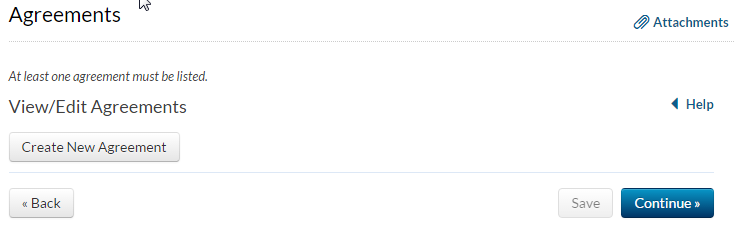 Agreements
Attachments
At least one agreement must be listed.
View/Edit Agreements
Help
Create New Agreement
« Back
Save
Continue »